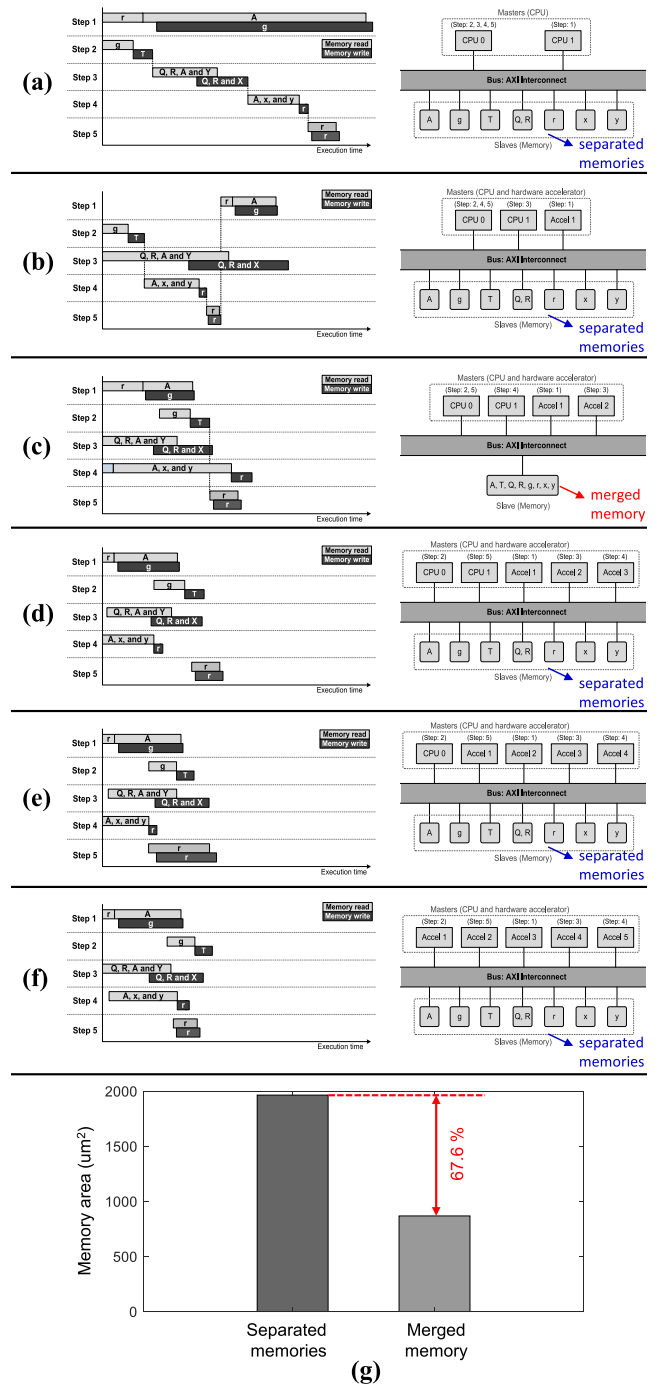 (a)
Step 1
r
A
g
Memory read
Memory write
Step 2
g
T
Step 3
Q, R, A and Y
Q, R and X
Step 4
A, x, and y
r
Step 5
r
r
Execution time
Masters (CPU)
(Step: 2, 3, 4, 5)
(Step: 1)
CPU 0
CPU 1
Bus: AXI Interconnect
A
g
T
Q, R
r
x
y
Slaves (Memory)
separated
memories
(b)
Step 1
r
A
g
Memory read
Memory write
Step 2
g
T
Step 3
Q, R, A and Y
Q, R and X
Step 4
A, x, and y
r
Step 5
r
r
Execution time
Masters (CPU and hardware accelerator)
(Step: 2, 4, 5)
(Step: 3)
(Step: 1)
CPU 0
CPU 1
Accel 1
Bus: AXI Interconnect
A
g
T
Q, R
r
x
y
Slaves (Memory)
separated
memories
(c)
Step 1
r
A
g
Memory read
Memory write
Step 2
g
T
Step 3
Q, R, A and Y
Q, R and X
Step 4
A, x, and y
r
Step 5
r
r
Execution time
Masters (CPU and hardware accelerator)
(Step: 2, 5)
(Step: 4)
(Step: 1)
(Step: 3)
CPU 0
CPU 1
Accel 1
Accel 2
Bus: AXI Interconnect
A, T, Q, R, g, r, x, y
Slave (Memory)
merged
memory
(d)
Step 1
r
A
g
Memory read
Memory write
Step 2
g
T
Step 3
Q, R, A and Y
Q, R and X
Step 4
A, x, and y
r
Step 5
r
r
Execution time
Masters (CPU and hardware accelerator)
(Step: 2)
(Step: 5)
(Step: 1)
(Step: 3)
(Step: 4)
CPU 0
CPU 1
Accel 1
Accel 2
Accel 3
Bus: AXI Interconnect
A
g
T
Q, R
r
x
y
Slaves (Memory)
separated
memories
(e)
Step 1
r
A
g
Memory read
Memory write
Step 2
g
T
Step 3
Q, R, A and Y
Q, R and X
Step 4
A, x, and y
r
Step 5
r
r
Execution time
Masters (CPU and hardware accelerator)
(Step: 2)
(Step: 5)
(Step: 1)
(Step: 3)
(Step: 4)
CPU 0
Accel 1
Accel 2
Accel 3
Accel 4
Bus: AXI Interconnect
A
g
T
Q, R
r
x
y
Slaves (Memory)
separated
memories
(f)
Step 1
r
A
g
Memory read
Memory write
Step 2
g
T
Step 3
Q, R, A and Y
Q, R and X
Step 4
A, x, and y
r
Step 5
r
r
Execution time
Masters (CPU and hardware accelerator)
(Step: 2)
(Step: 5)
(Step: 1)
(Step: 3)
(Step: 4)
Accel 1
Accel 2
Accel 3
Accel 4
Accel 5
Bus: AXI Interconnect
A
g
T
Q, R
r
x
y
Slaves (Memory)
separated
memories
Memory area (um²)
2000
1500
1000
500
0
67.6 %
Separated
memories
Merged
memory
(g)